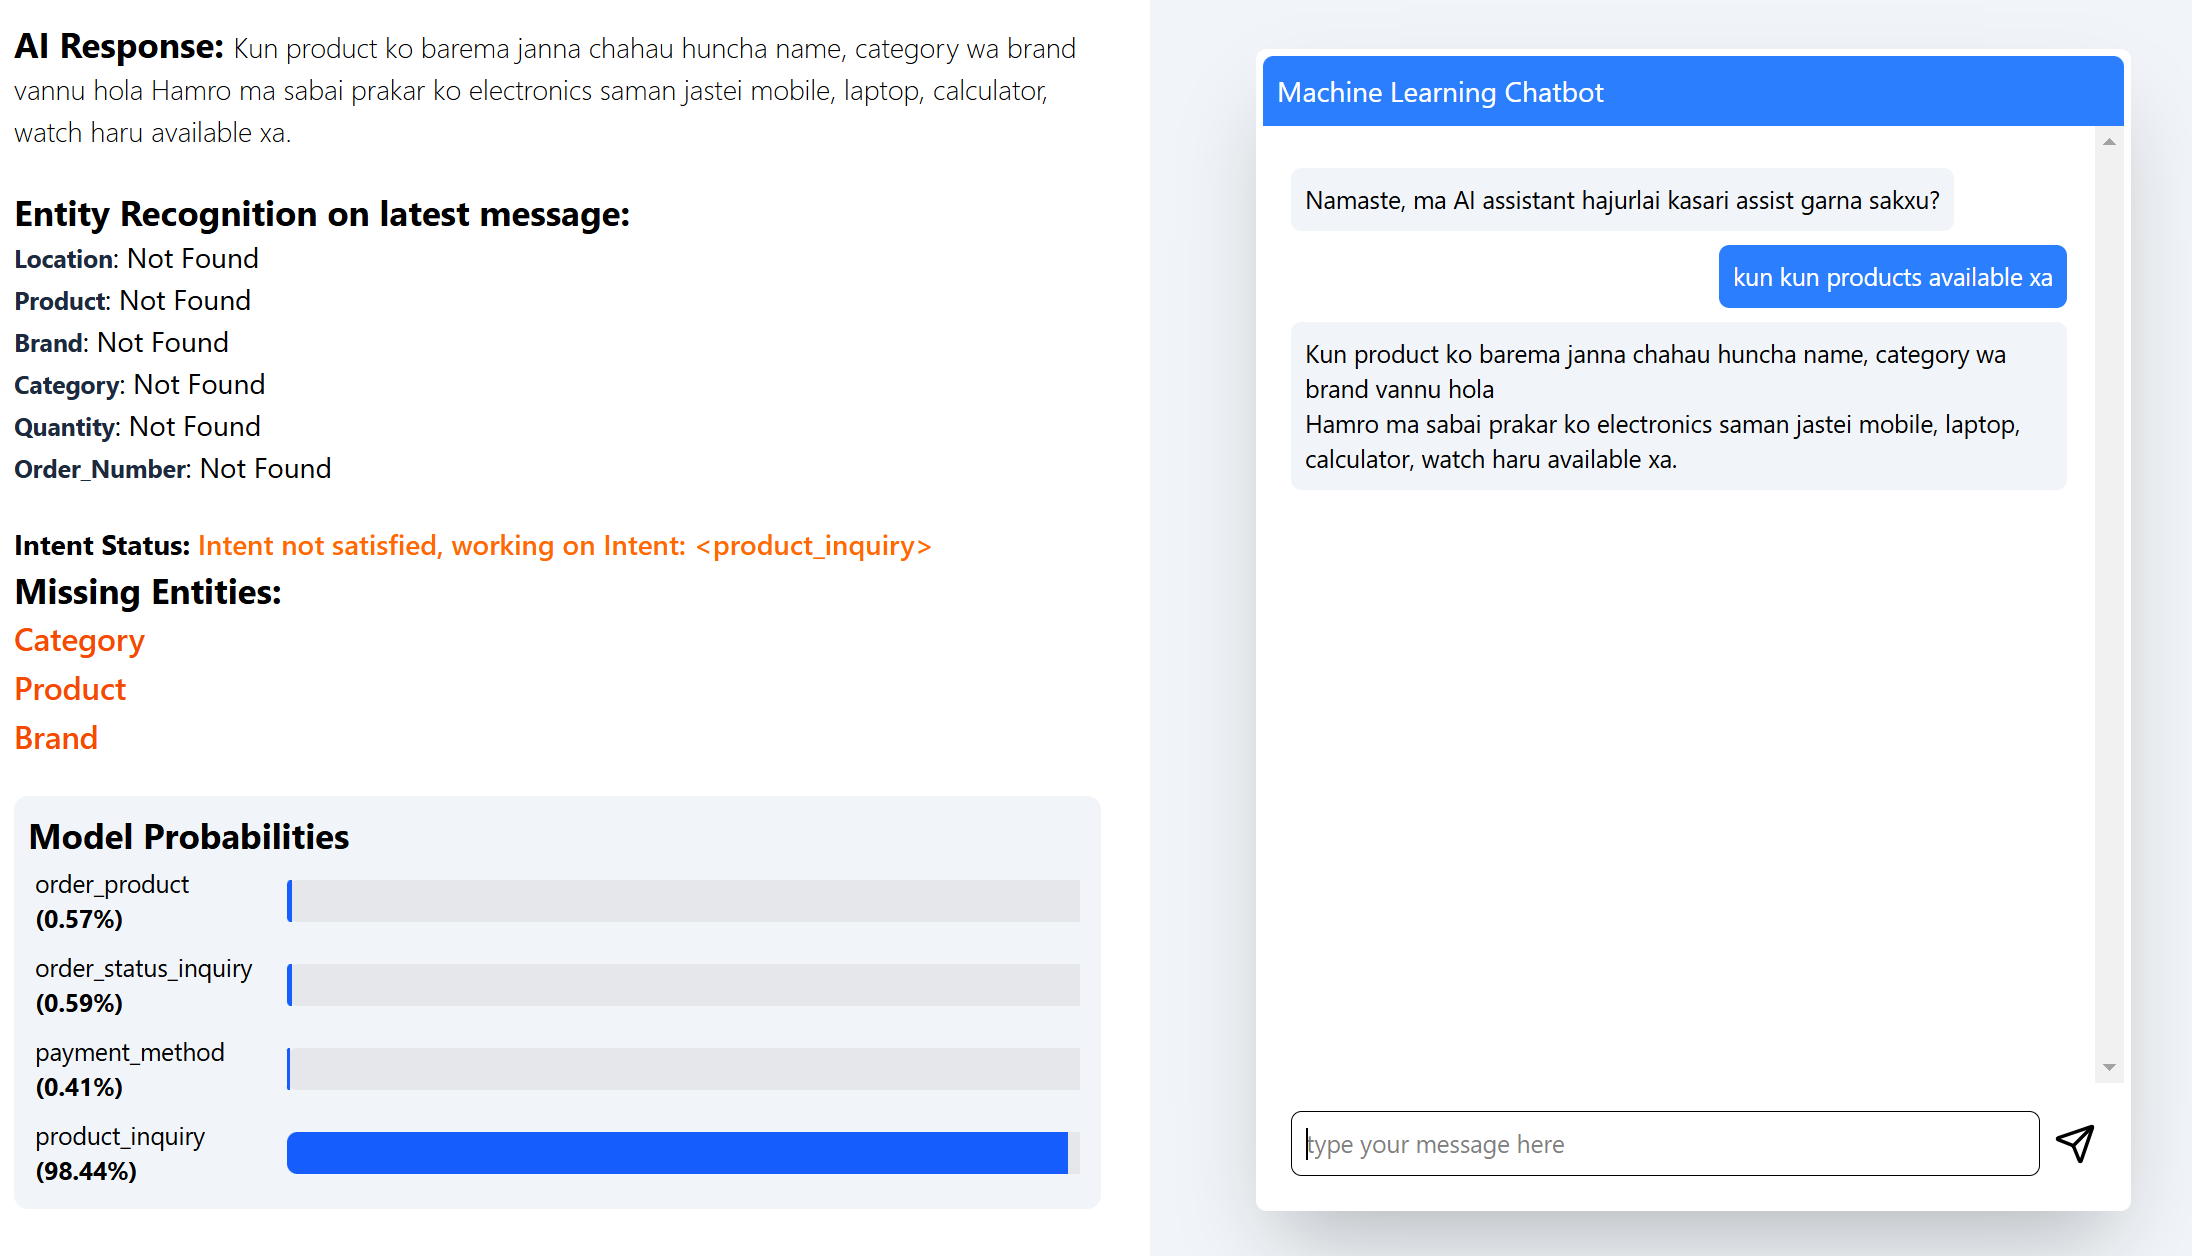 AI Response: Kun product ko barema janna chahau huncha name, category wa brand
vannu hola Hamro ma sabai prakar ko electronics saman jastei mobile, laptop, calculator,
watch haru available xa.
Entity Recognition on latest message:
Location: Not Found
Product: Not Found
Brand: Not Found
Category: Not Found
Quantity: Not Found
Order_Number: Not Found
Intent Status: Intent not satisfied, working on Intent: <product_inquiry>
Missing Entities:
Category
Product
Brand
Model Probabilities
order_product
(0.57%)
order_status_inquiry
(0.59%)
payment_method
(0.41%)
product_inquiry
(98.44%)
Machine Learning Chatbot
Namaste, ma AI assistant hajurlai kasari assist garna sakxu?
kun kun products available xa
Kun product ko barema janna chahau huncha name, category wa
brand vannu hola
Hamro ma sabai prakar ko electronics saman jastei mobile, laptop,
calculator, watch haru available xa.
type your message here